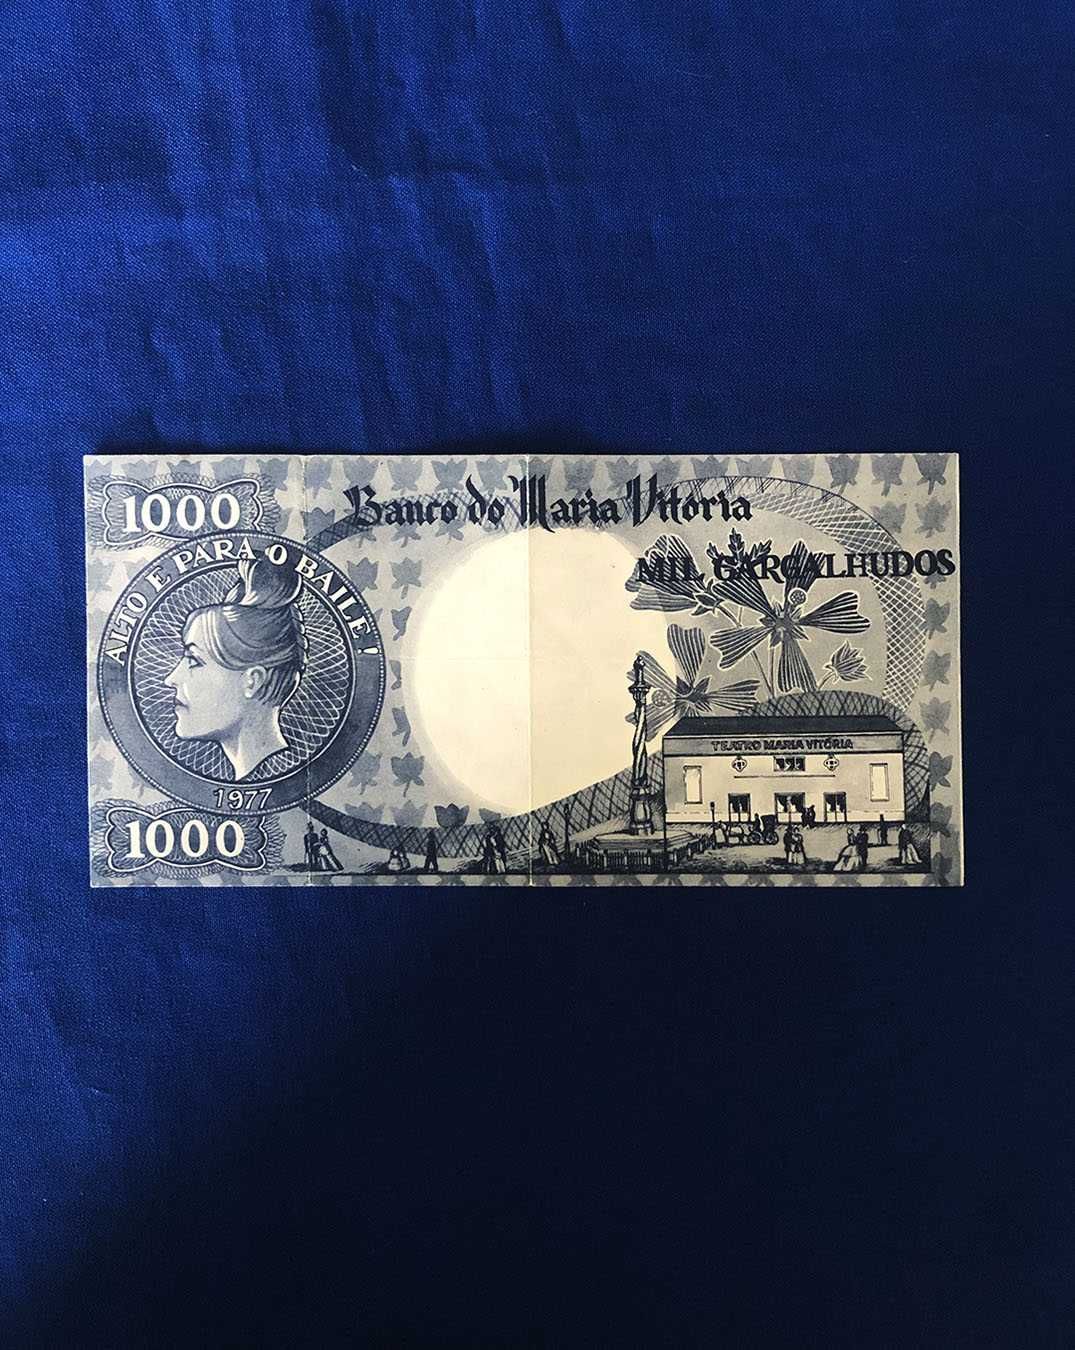 1000
Banco do Maria Vitória
MIL GARGALHUDOS
ALTO E PARA O BAILE!
TEATRO MARIA VITÓRIA
1977
1000